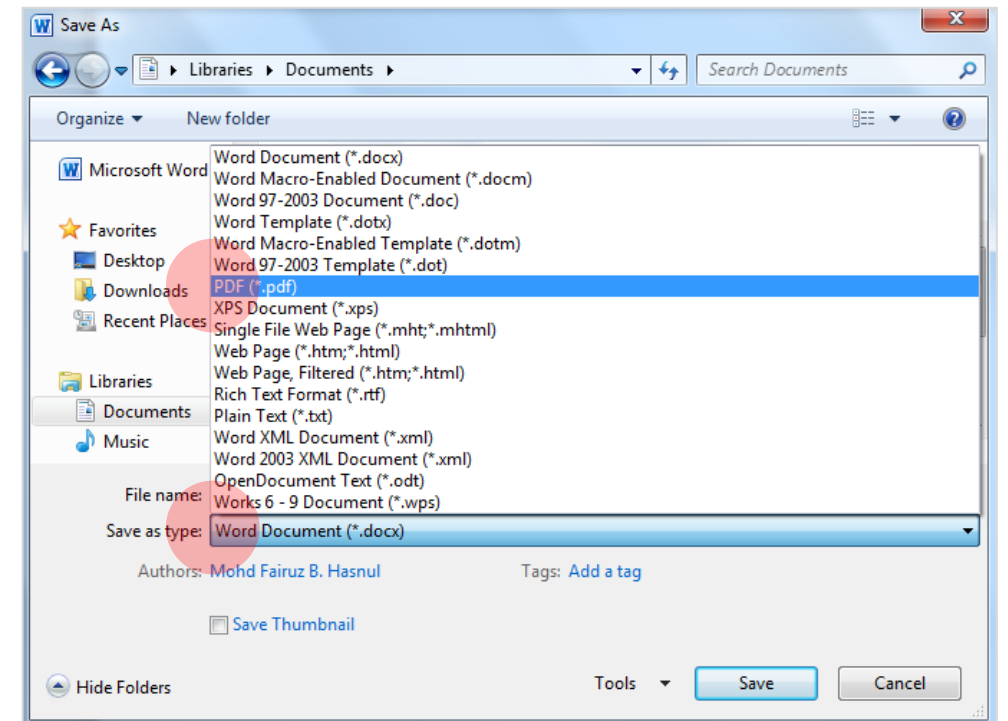 Save As
x
Libraries Documents
Search Documents
Organize New folder
Microsoft Word
Favorites
Desktop
Downloads
Recent Places
Libraries
Documents
Music
Word Document (*.docx)
Word Macro-Enabled Document (*.docm)
Word 97-2003 Document (*.doc)
Word Template (*.dotx)
Word Macro-Enabled Template (*.dotm)
Word 97-2003 Template (*.dot)
PDF (*.pdf)
XPS Document (*.xps)
Single File Web Page (*.mht;*.mhtml)
Web Page (*.htm;*.html)
Web Page, Filtered (*.htm;*.html)
Rich Text Format (*.rtf)
Plain Text (*.txt)
Word XML Document (*.xml)
Word 2003 XML Document (*.xml)
OpenDocument Text (*.odt)
Works 6 - 9 Document (*.wps)
File name:
Save as type: Word Document (*.docx)
Authors: Mohd Fairuz B. Hasnul Tags: Add a tag
Save Thumbnail
Hide Folders Tools Save Cancel